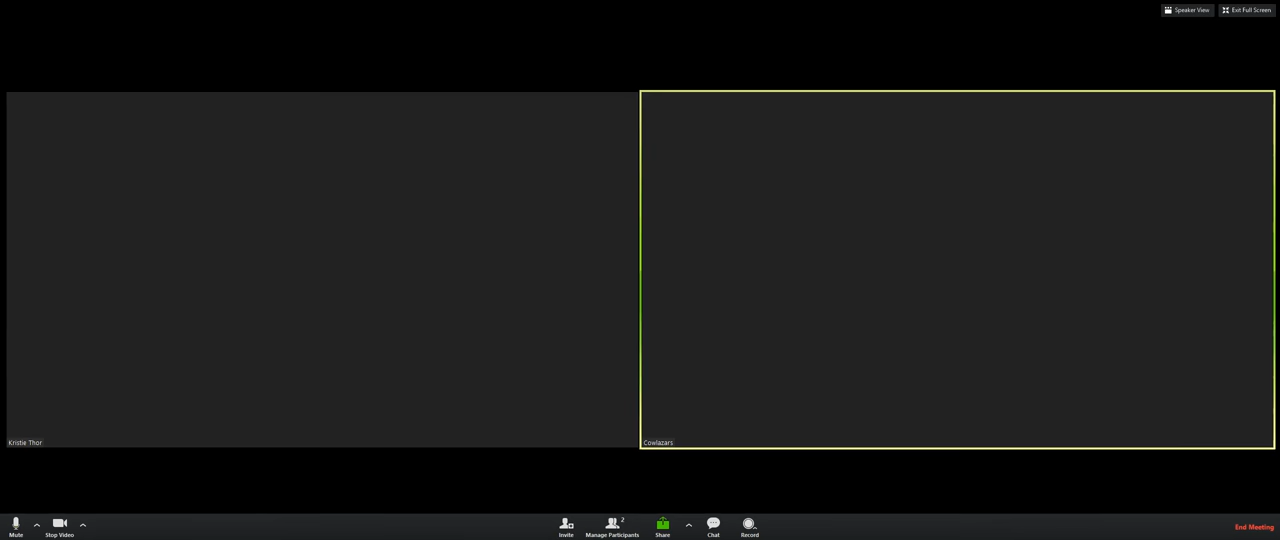 Speaker View Exit Full Screen
Kristie Thor
Cowlazars
Mute
Stop Video
Invite
2
Manage Participants
Share
Chat
Record
End Meeting